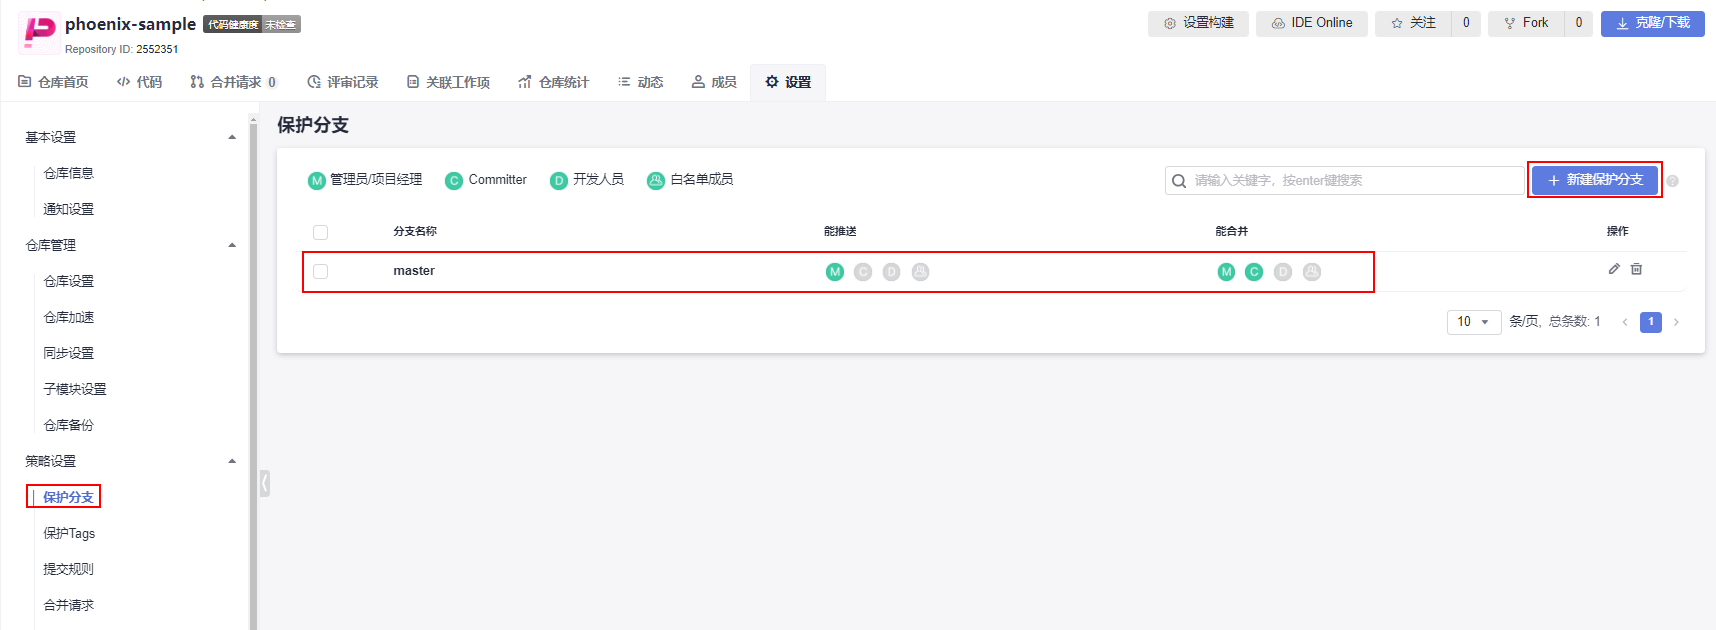 phoenix-sample 代码健康度 未检查
Repository ID: 2552351
设置构建 IDE Online 关注 0 Fork 0 克隆/下载
仓库首页 代码 合并请求 0 评审记录 关联工作项 仓库统计 动态 成员 设置
基本设置
仓库信息
通知设置
仓库管理
仓库设置
仓库加速
同步设置
子模块设置
仓库备份
策略设置
保护分支
保护Tags
提交规则
合并请求
保护分支
M 管理员/项目经理 C Committer D 开发人员 白名单成员
请输入关键字，按enter键搜索
新建保护分支
分支名称 能推送 能合并 操作
master M C D M C D
10 条/页, 总条数: 1 1